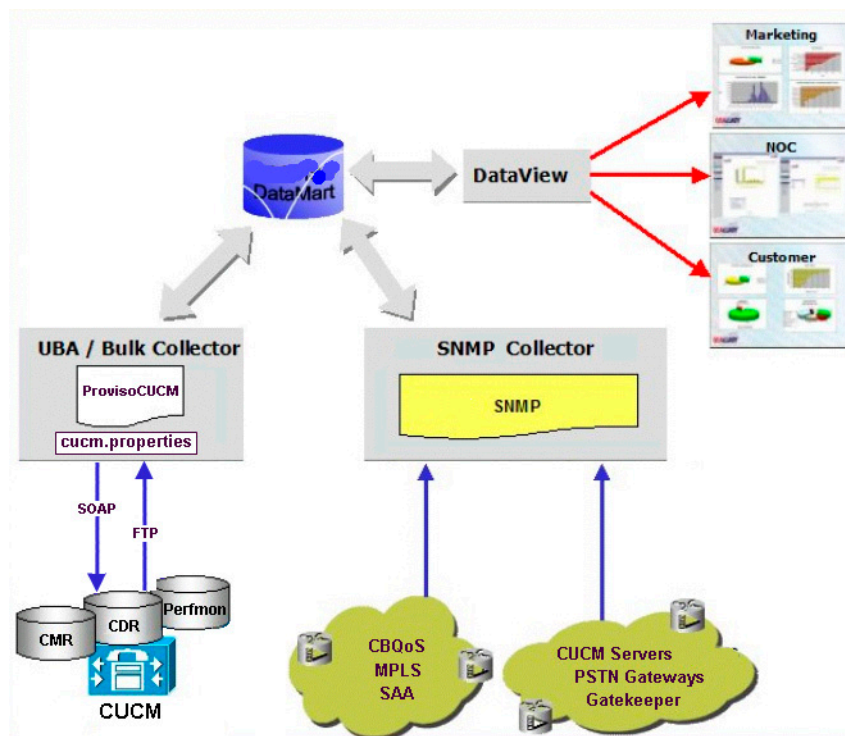 Marketing
NOC
DataMart
DataView
Customer
UBA / Bulk Collector
ProvisoCUCM
cucm.properties
SNMP Collector
SNMP
SOAP
FTP
CMR
CDR
Perfmon
CUCM
CBQoS
MPLS
SAA
CUCM Servers
PSTN Gateways
Gatekeeper